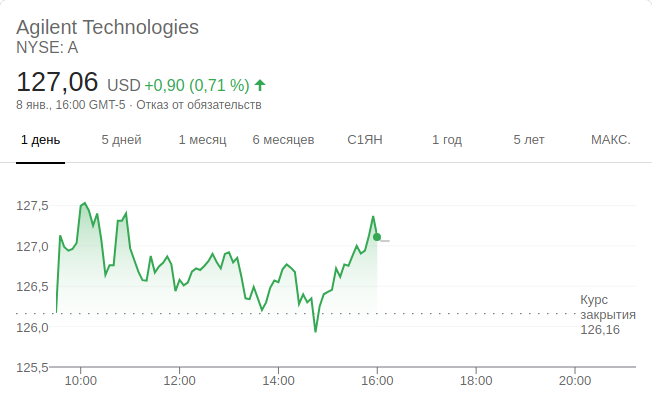 Agilent Technologies
NYSE: A
127,06 USD +0,90 (0,71 %)
8 янв., 16:00 GMT-5 · Отказ от обязательств
1 день 5 дней 1 месяц 6 месяцев С1ЯН 1 год 5 лет МАКС.
127,5
127,0
126,5
126,0
125,5
Курс
закрытия
126,16
10:00 12:00 14:00 16:00 18:00 20:00